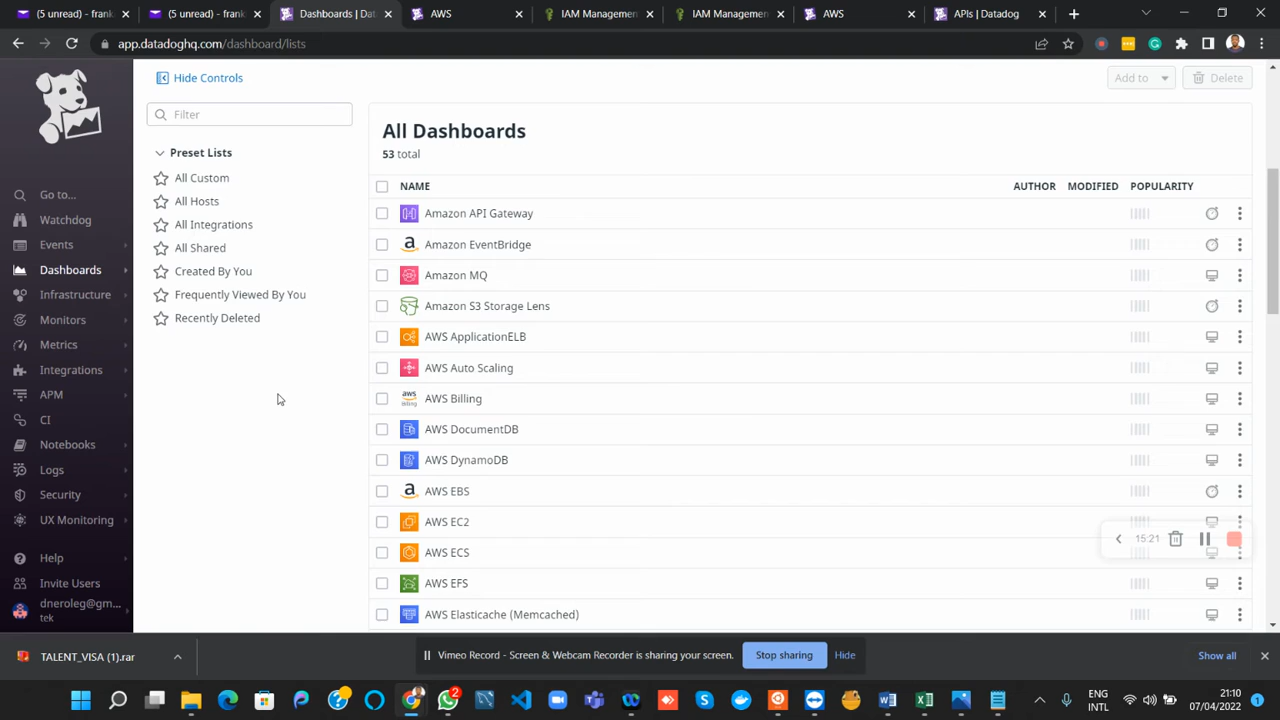 (5 unread) - frank
(5 unread) - frank
Dashboards | Dat
AWS
IAM Managemen
IAM Managemen
AWS
APIs | Datadog
app.datadoghq.com/dashboard/lists
Hide Controls
Add to
Delete
Filter
Preset Lists
All Custom
All Hosts
All Integrations
All Shared
Created By You
Frequently Viewed By You
Recently Deleted
Go to...
Watchdog
Events
Dashboards
Infrastructure
Monitors
Metrics
Integrations
APM
CI
Notebooks
Logs
Security
UX Monitoring
Help
Invite Users
dneroleg@gm...
tek
All Dashboards
53 total
NAME AUTHOR MODIFIED POPULARITY
Amazon API Gateway
a Amazon EventBridge
Amazon MQ
Amazon S3 Storage Lens
AWS ApplicationELB
AWS Auto Scaling
aws Billing AWS Billing
AWS DocumentDB
AWS DynamoDB
a AWS EBS
AWS EC2
AWS ECS
AWS EFS
AWS Elasticache (Memcached)
15:21
TALENT_VISA (1).rar
Vimeo Record - Screen & Webcam Recorder is sharing your screen.
Stop sharing
Hide
Show all
2
ENG
INTL
21:10
07/04/2022
1